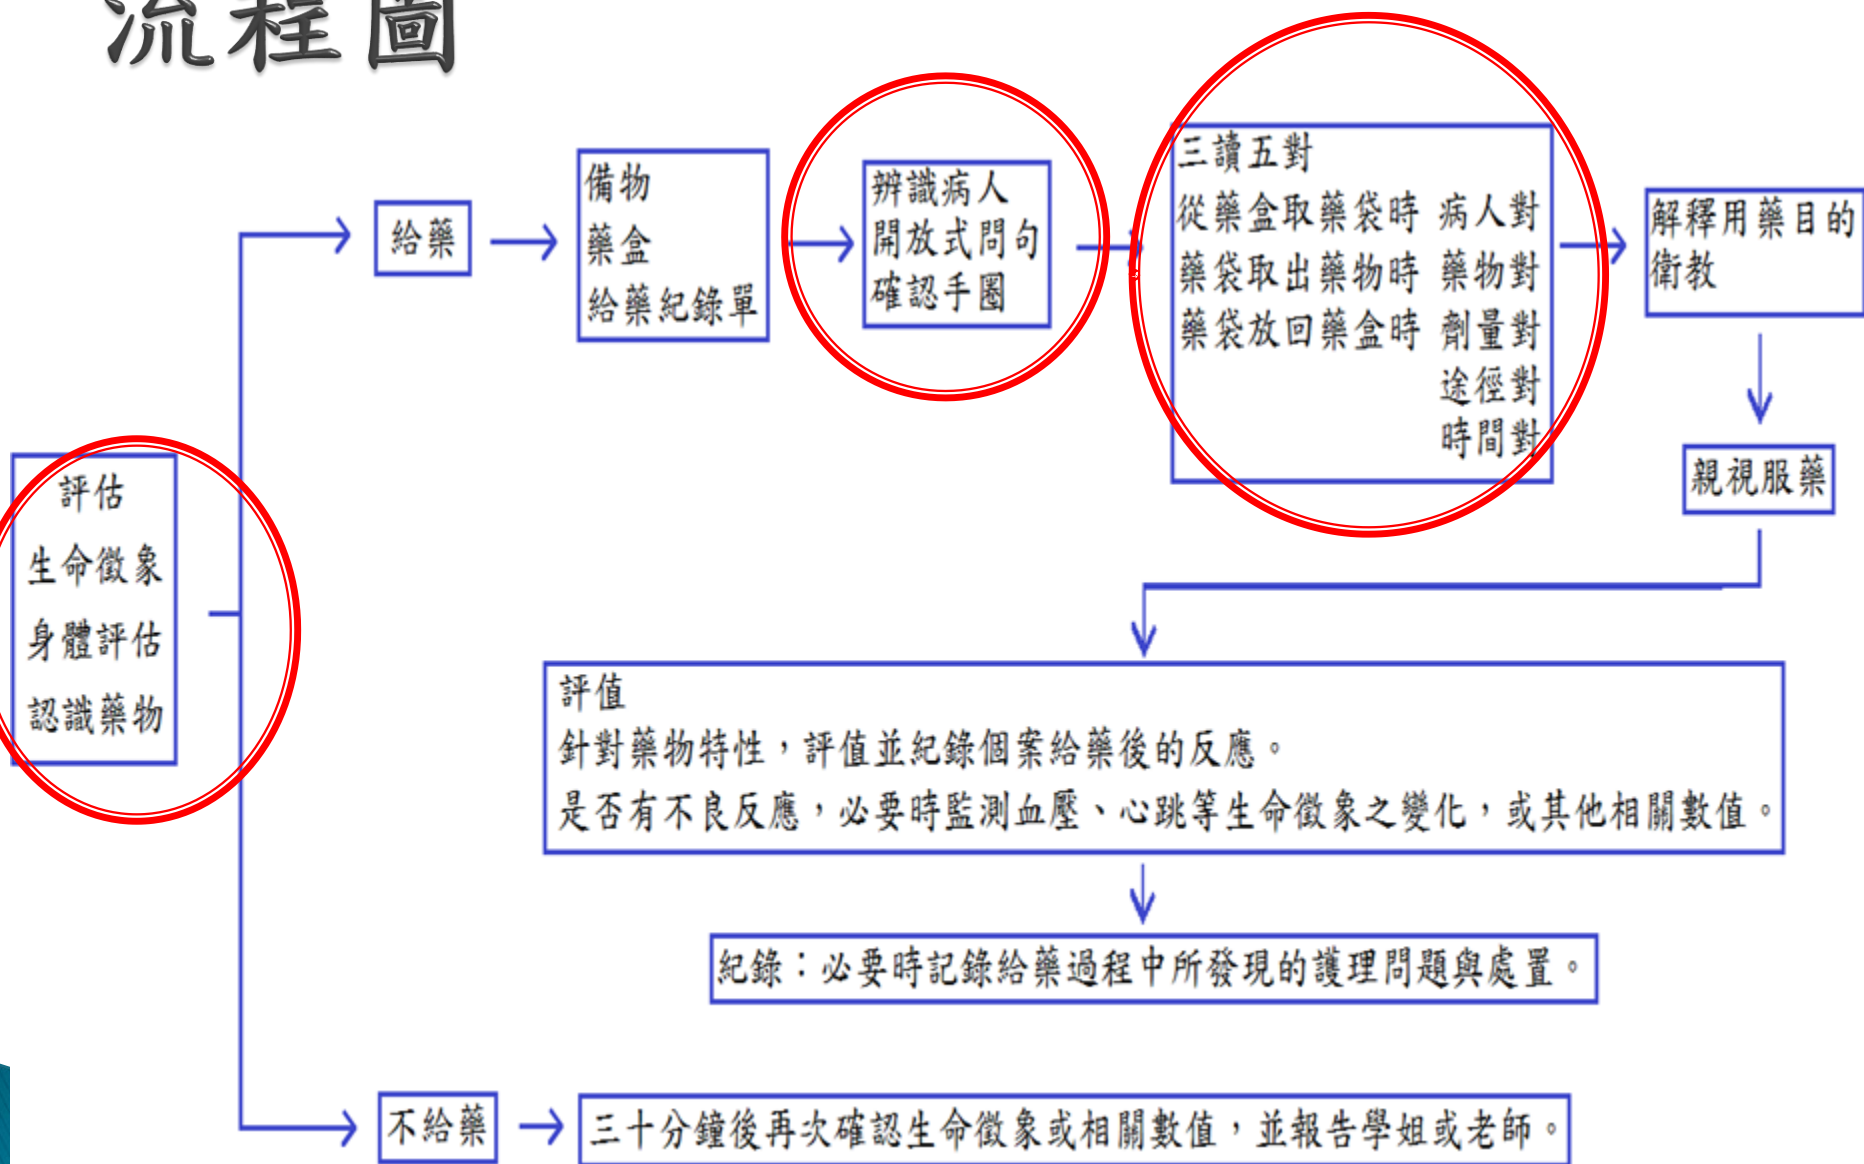 流程圖
給藥
備物
藥盒
給藥紀錄單
辨識病人
開放式問句
確認手圈
三讀五對
從藥盒取藥袋時 病人對
藥袋取出藥物時 藥物對
藥袋放回藥盒時 劑量對
途徑對
時間對
解釋用藥目的
衛教
親視服藥
評估
生命徵象
身體評估
認識藥物
評值
針對藥物特性，評值並紀錄個案給藥後的反應。
是否有不良反應，必要時監測血壓、心跳等生命徵象之變化，或其他相關數值。
紀錄：必要時記錄給藥過程中所發現的護理問題與處置。
不給藥
三十分鐘後再次確認生命徵象或相關數值，並報告學姐或老師。